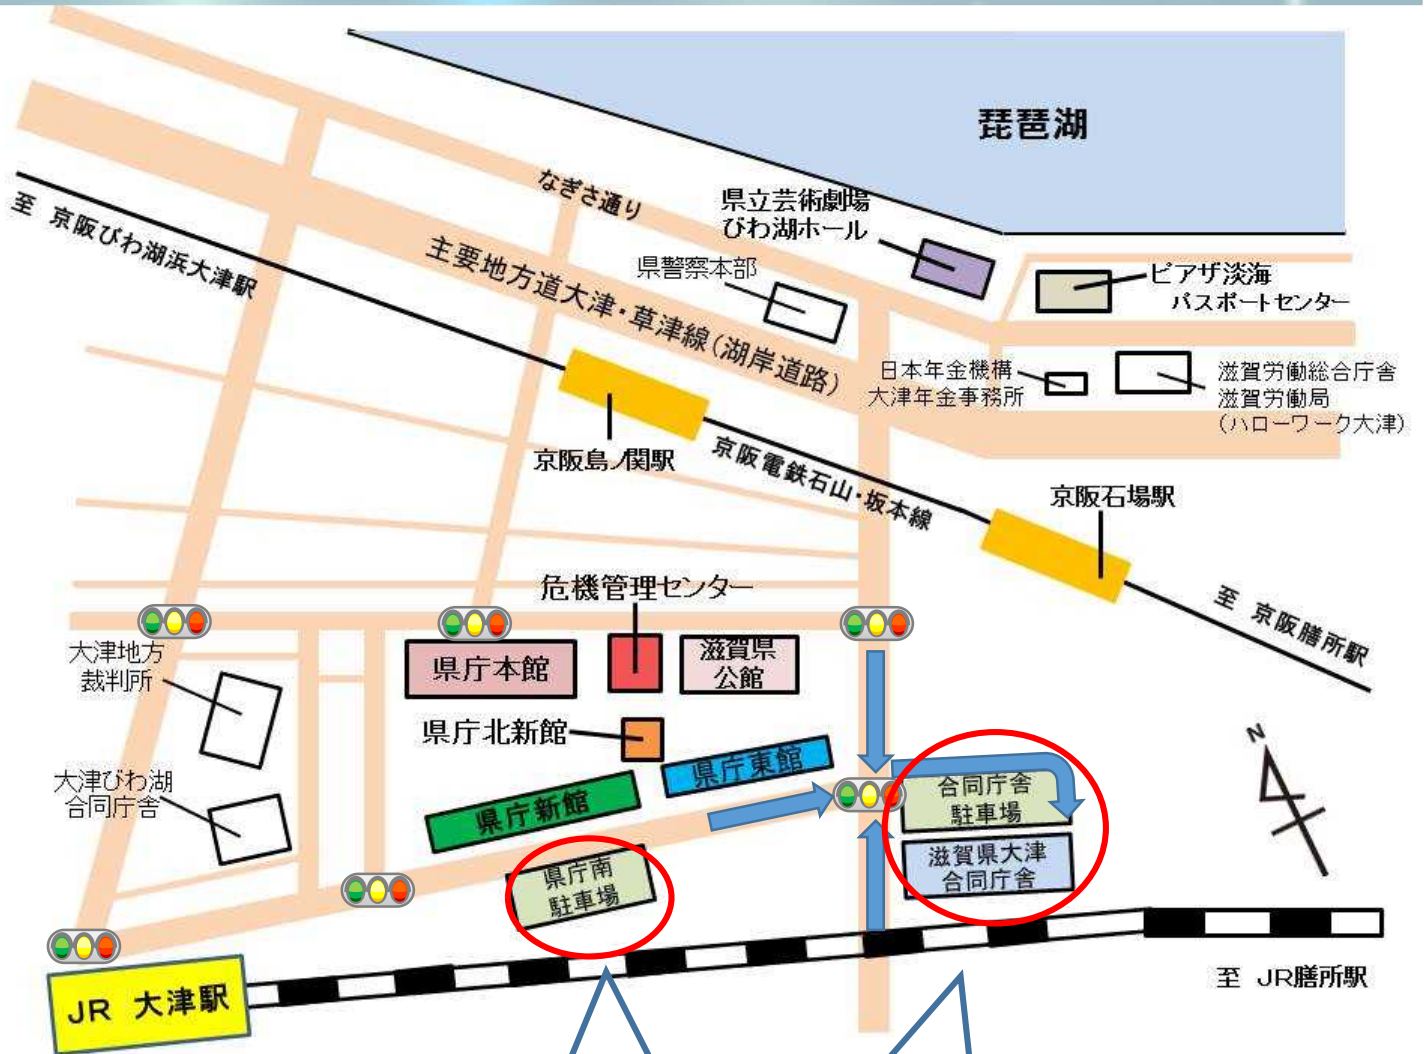 琵琶湖
なぎさ通り
県立芸術劇場
びわ湖ホール
至 京阪びわ湖浜大津駅
主要地方道大津・草津線(湖岸道路)
県警察本部
ピアザ淡海
パスポートセンター
日本年金機構
大津年金事務所
滋賀労働総合庁舎
滋賀労働局
(ハローワーク大津)
京阪島ノ関駅
京阪電鉄石山・坂本線
京阪石場駅
至 京阪膳所駅
危機管理センター
大津地方
裁判所
県庁本館
滋賀県
公館
県庁北新館
県庁東館
N
大津びわ湖
合同庁舎
県庁新館
合同庁舎
駐車場
県庁南
駐車場
滋賀県大津
合同庁舎
JR 大津駅
至 JR膳所駅